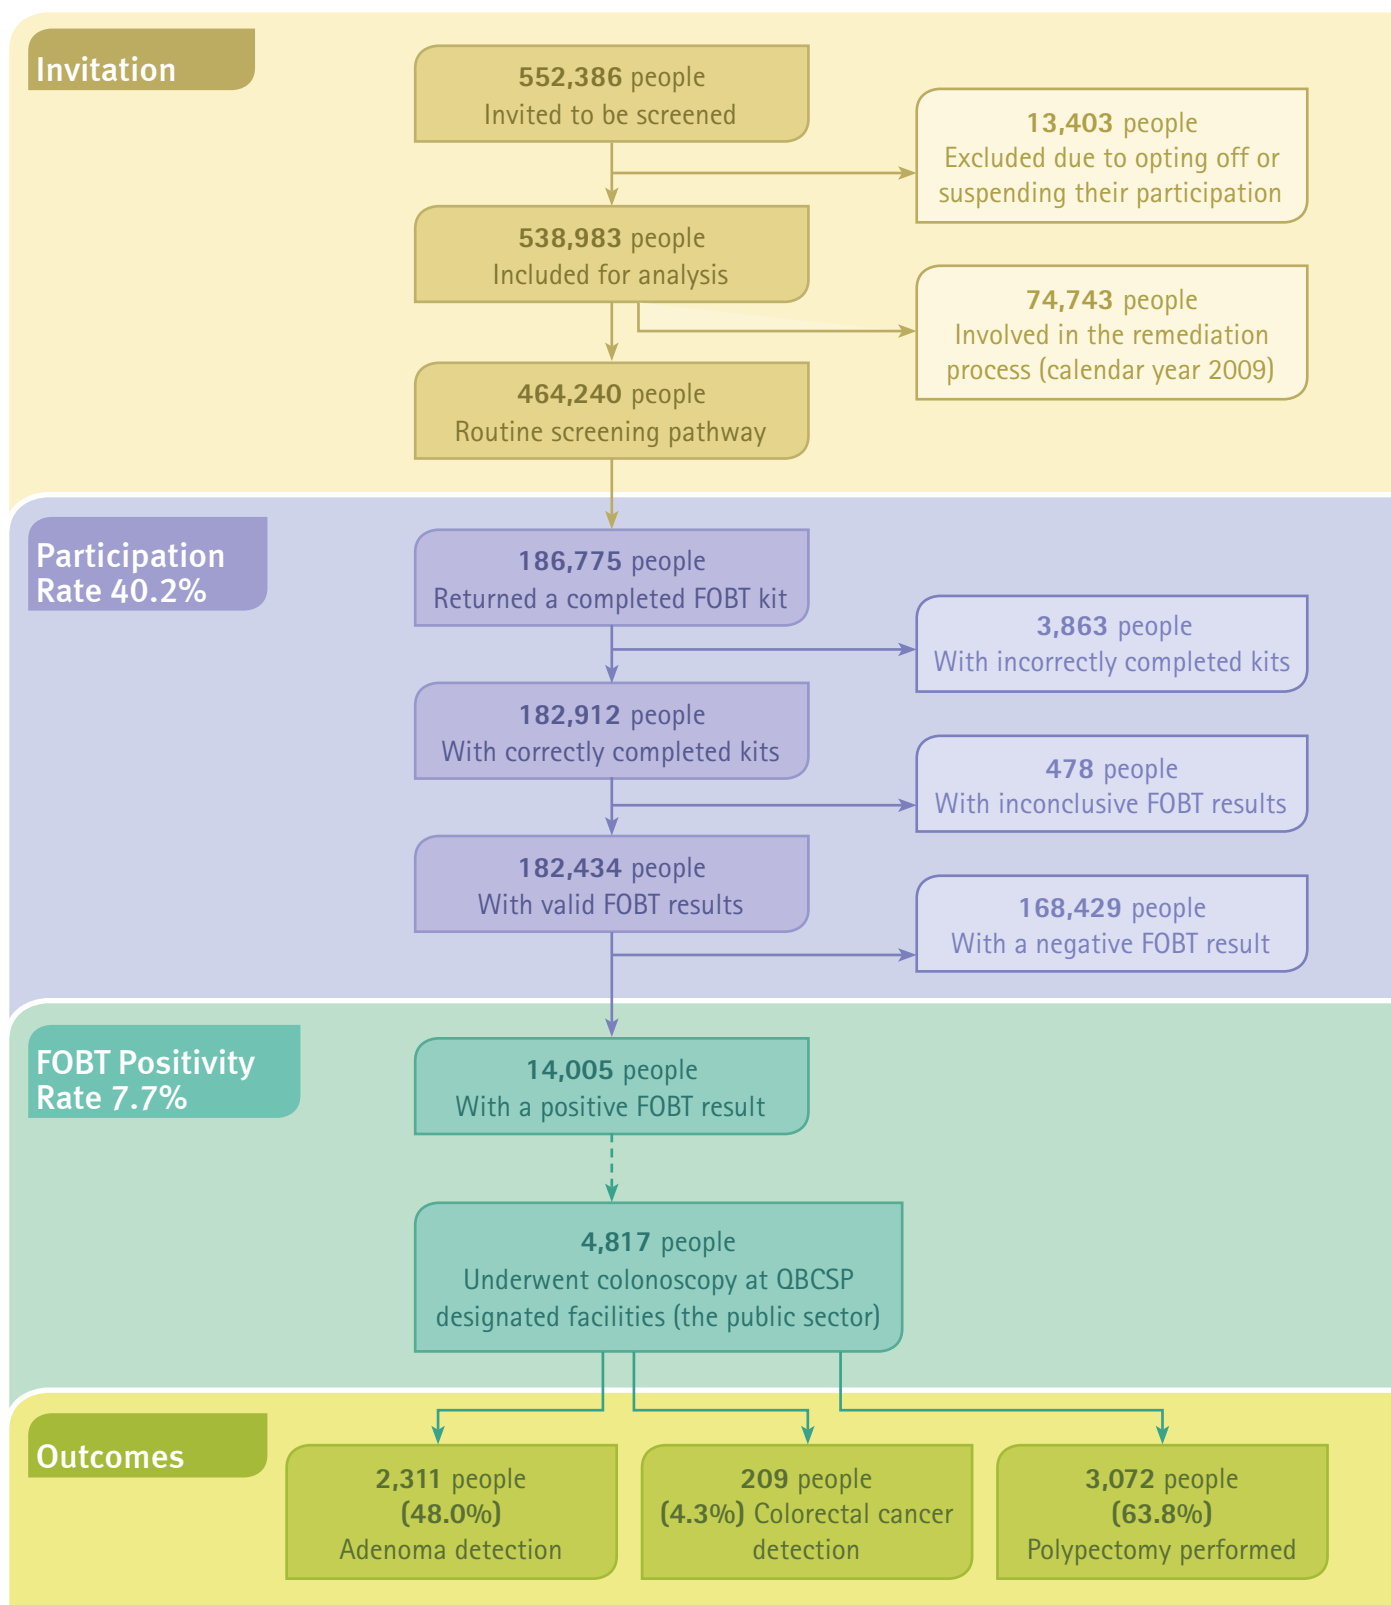 Invitation
552,386 people
Invited to be screened
13,403 people
Excluded due to opting off or
suspending their participation
538,983 people
Included for analysis
74,743 people
Involved in the remediation
process (calendar year 2009)
464,240 people
Routine screening pathway
Participation
Rate 40.2%
186,775 people
Returned a completed FOBT kit
3,863 people
With incorrectly completed kits
182,912 people
With correctly completed kits
478 people
With inconclusive FOBT results
182,434 people
With valid FOBT results
168,429 people
With a negative FOBT result
FOBT Positivity
Rate 7.7%
14,005 people
With a positive FOBT result
4,817 people
Underwent colonoscopy at QBCSP
designated facilities (the public sector)
Outcomes
2,311 people
(48.0%)
Adenoma detection
209 people
(4.3%) Colorectal cancer
detection
3,072 people
(63.8%)
Polypectomy performed